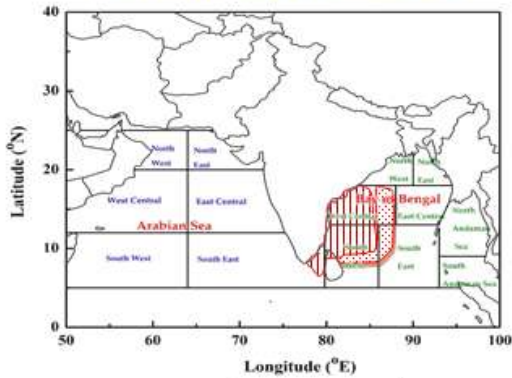 40
30
20
10
0
50
60
70
80
90
100
Latitude (°N)
Longitude (°E)
North
West
North
East
West Central
East Central
Arabian Sea
South West
South East
North
West
North
East
Bay of Bengal
West Central
East Central
South
East
North
Andaman
Sea
South
Andaman Sea